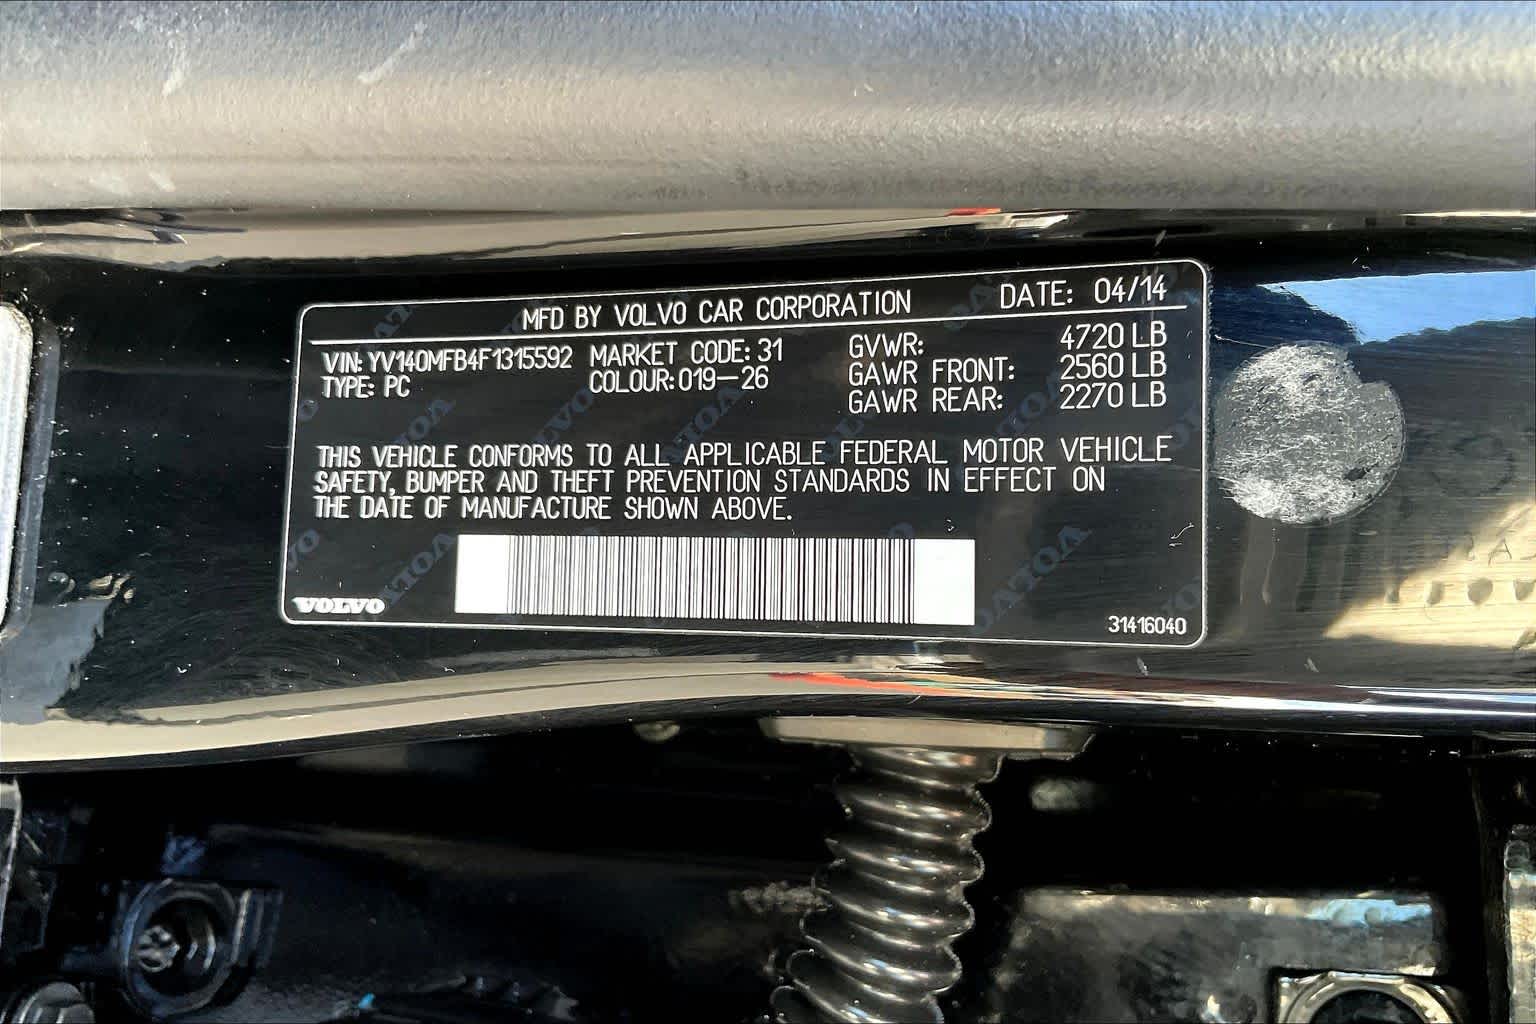 MFD BY VOLVO CAR CORPORATION DATE: 04/14
VIN: YV140MFB4F1315592 MARKET CODE: 31 GVWR: 4720 LB
TYPE: PC COLOUR: 019-26 GAWR FRONT: 2560 LB
GAWR REAR: 2270 LB
THIS VEHICLE CONFORMS TO ALL APPLICABLE FEDERAL MOTOR VEHICLE
SAFETY, BUMPER AND THEFT PREVENTION STANDARDS IN EFFECT ON
THE DATE OF MANUFACTURE SHOWN ABOVE.
VOLVO
31416040